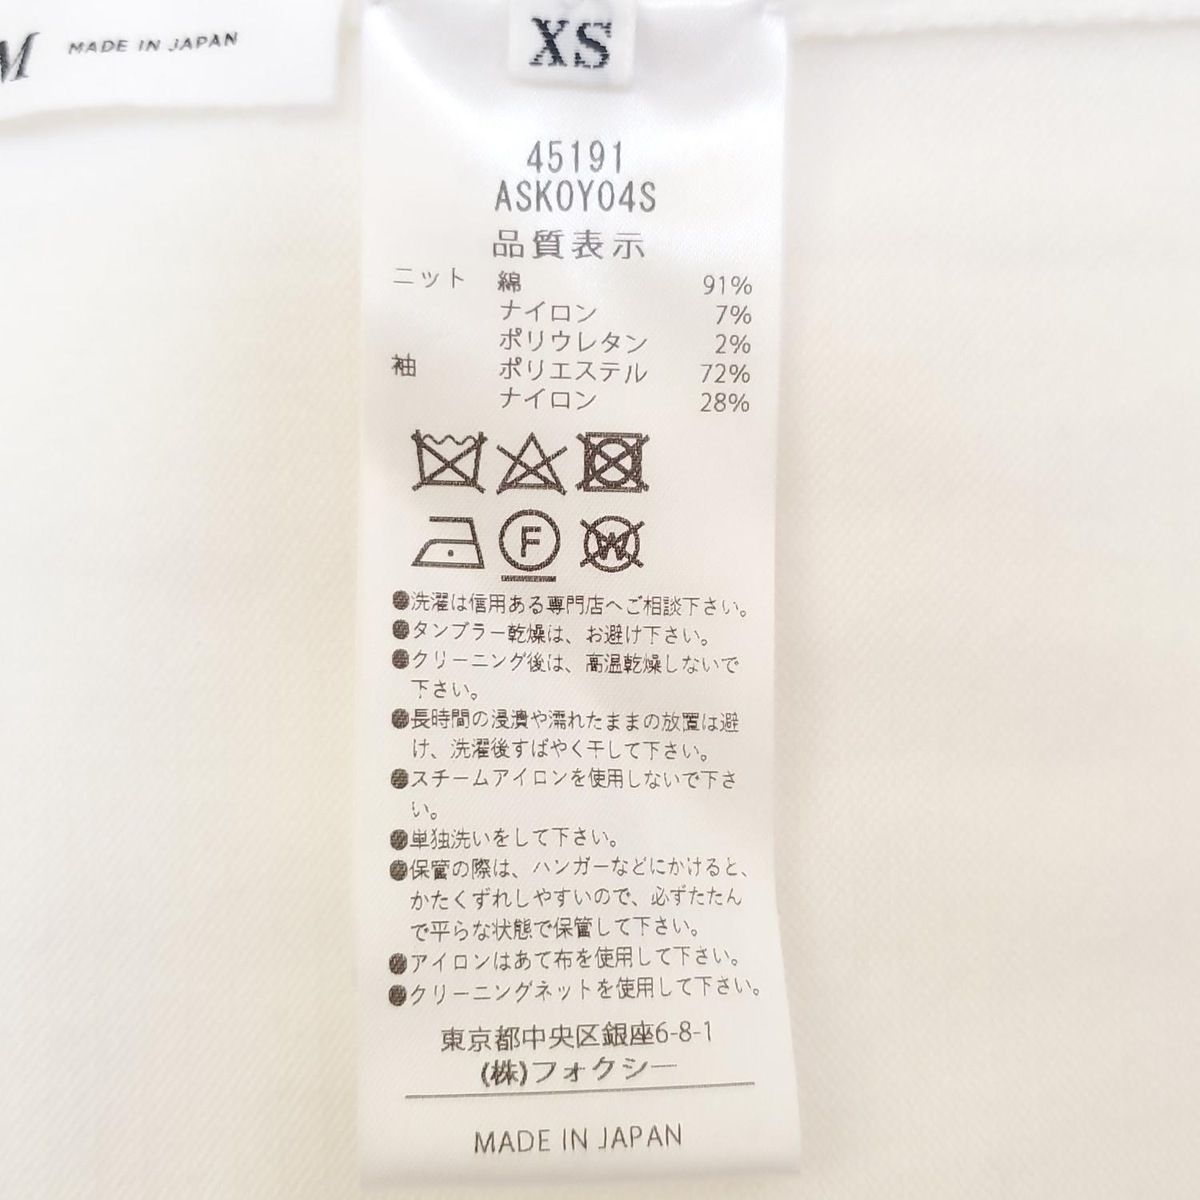 M MADE IN JAPAN
XS
45191
ASKOY04S
品質表示
ニット 綿 91%
ナイロン 7%
ポリウレタン 2%
袖 ポリエステル 72%
ナイロン 28%
F W
●洗濯は信用ある専門店へご相談下さい。
●タンブラー乾燥は、お避け下さい。
●クリーニング後は、高温乾燥しないで
下さい。
●長時間の浸漬や濡れたままの放置は避
け、洗濯後すばやく干して下さい。
●スチームアイロンを使用しないで下さ
い。
●単独洗いをして下さい。
●保管の際は、ハンガーなどにかけると、
かたくずれしやすいので、必ずたたん
で平らな状態で保管して下さい。
●アイロンはあて布を使用して下さい。
●クリーニングネットを使用して下さい。
東京都中央区銀座6-8-1
(株)フォクシー
MADE IN JAPAN